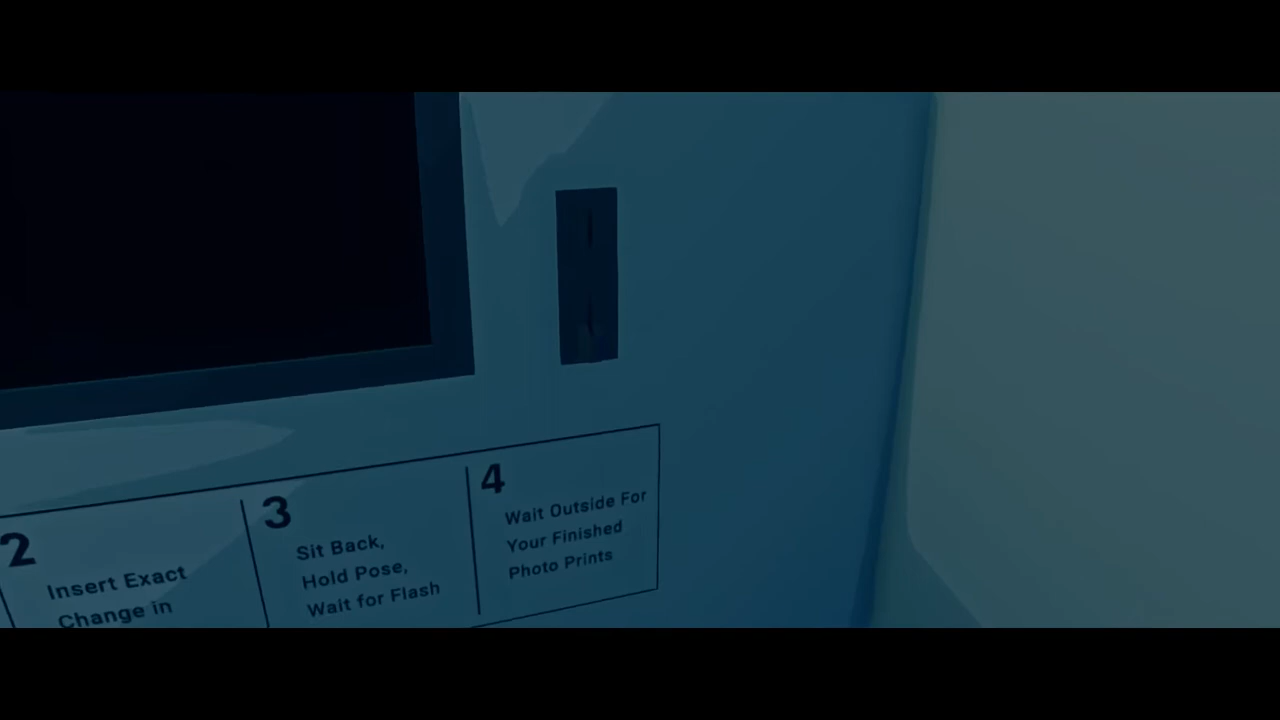 2
Insert Exact
Change in
3
Sit Back,
Hold Pose,
Wait for Flash
4
Wait Outside For
Your Finished
Photo Prints